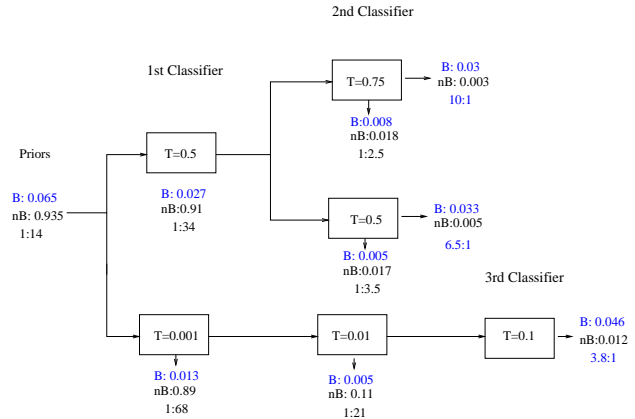 2nd Classifier
1st Classifier
T=0.75
B: 0.03
nB: 0.003
10:1
B:0.008
nB:0.018
1:2.5
Priors
T=0.5
B: 0.065
nB: 0.935
1:14
B: 0.027
nB:0.91
1:34
T=0.5
B: 0.033
nB:0.005
6.5:1
B: 0.005
nB:0.017
1:3.5
3rd Classifier
T=0.001
T=0.01
T=0.1
B: 0.046
nB:0.012
3.8:1
B: 0.013
nB:0.89
1:68
B: 0.005
nB: 0.11
1:21